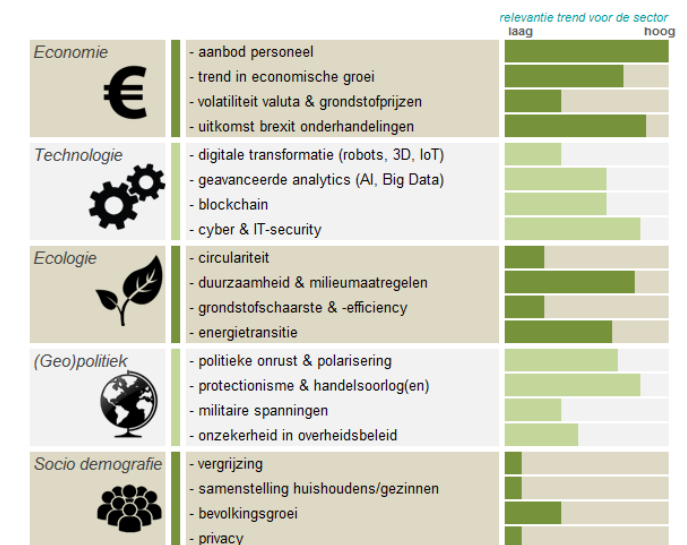 relevantie trend voor de sector
laag hoog
Economie
- aanbod personeel
- trend in economische groei
- volatiliteit valuta & grondstofprijzen
- uitkomst brexit onderhandelingen
Technologie
- digitale transformatie (robots, 3D, IoT)
- geavanceerde analytics (AI, Big Data)
- blockchain
- cyber & IT-security
Ecologie
- circulariteit
- duurzaamheid & milieumaatregelen
- grondstofschaarste & -efficiency
- energietransitie
(Geo)politiek
- politieke onrust & polarisering
- protectionisme & handelsoorlog(en)
- militaire spanningen
- onzekerheid in overheidsbeleid
Socio demografie
- vergrijzing
- samenstelling huishoudens/gezinnen
- bevolkingsgroei
- privacy